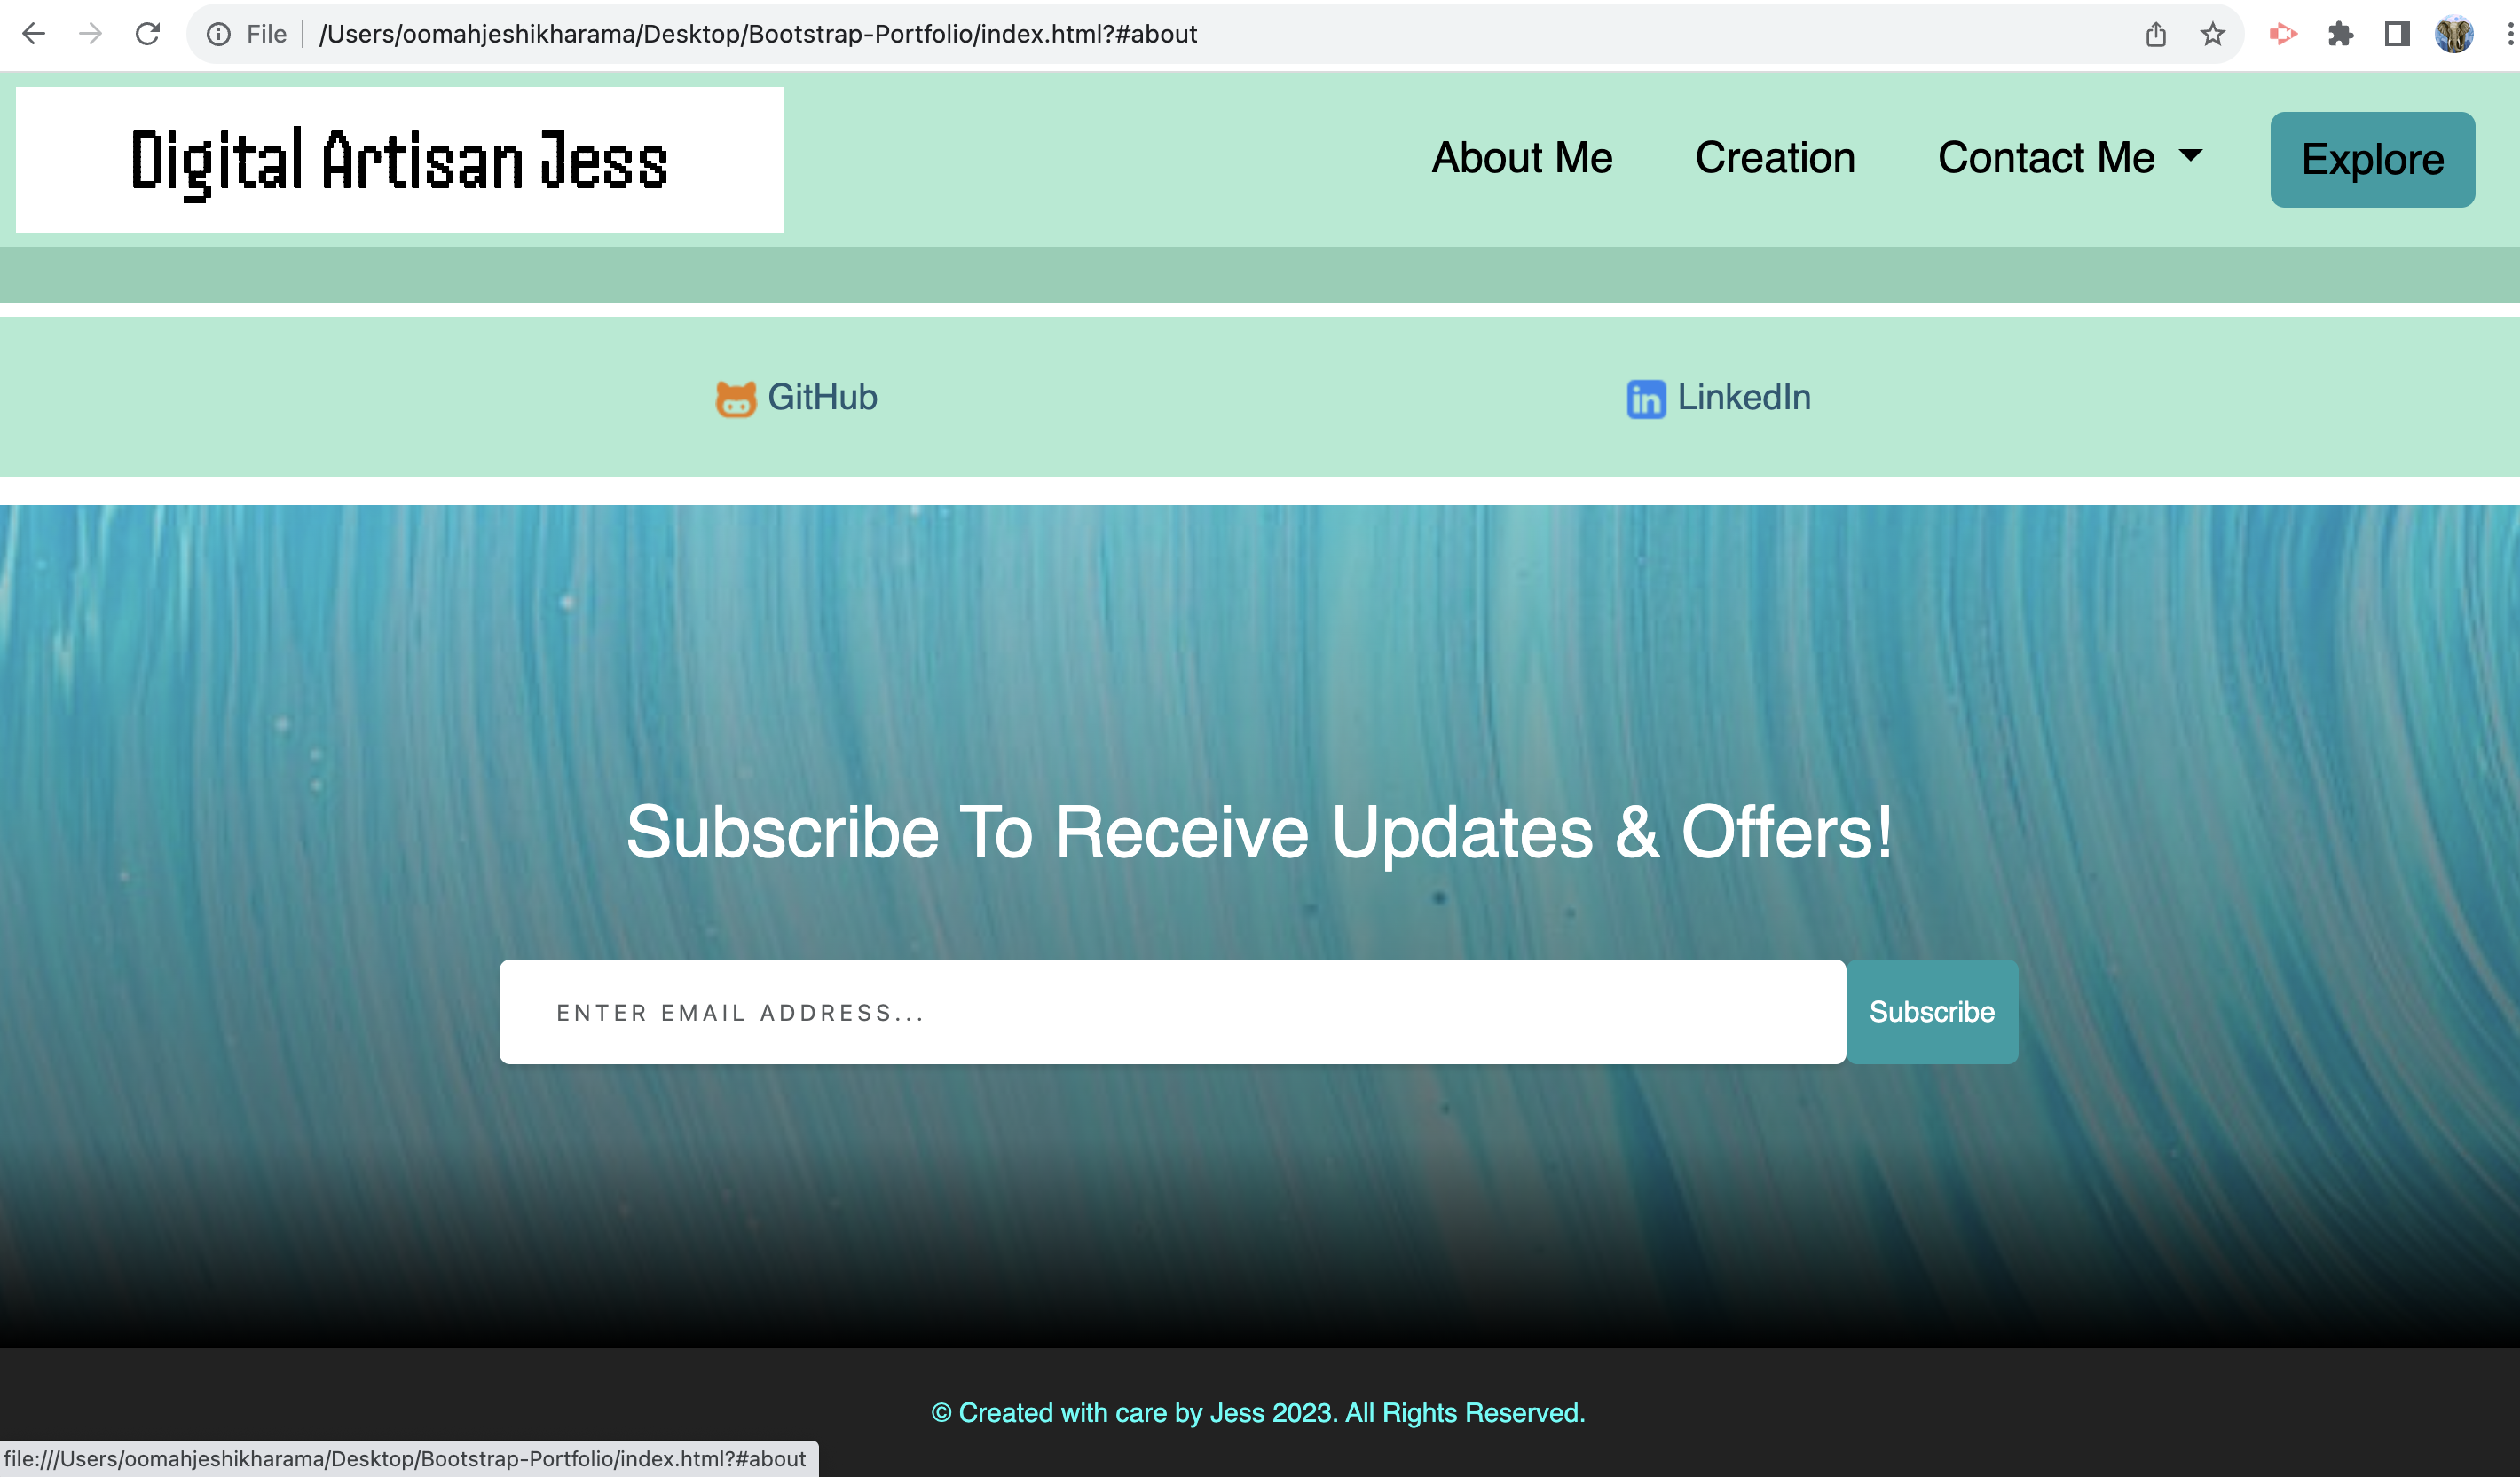 File /Users/oomahjeshikharama/Desktop/Bootstrap-Portfolio/index.html?#about
Digital Artisan Jess
About Me Creation Contact Me Explore
GitHub LinkedIn
Subscribe To Receive Updates & Offers!
ENTER EMAIL ADDRESS... Subscribe
© Created with care by Jess 2023. All Rights Reserved.
file:///Users/oomahjeshikharama/Desktop/Bootstrap-Portfolio/index.html?#about